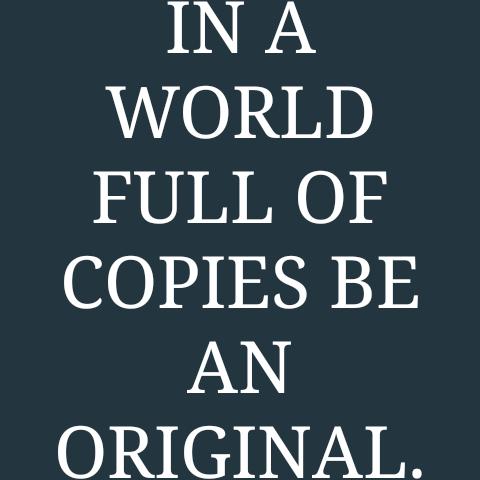 IN A
WORLD
FULL OF
COPIES BE
AN
ORIGINAL.